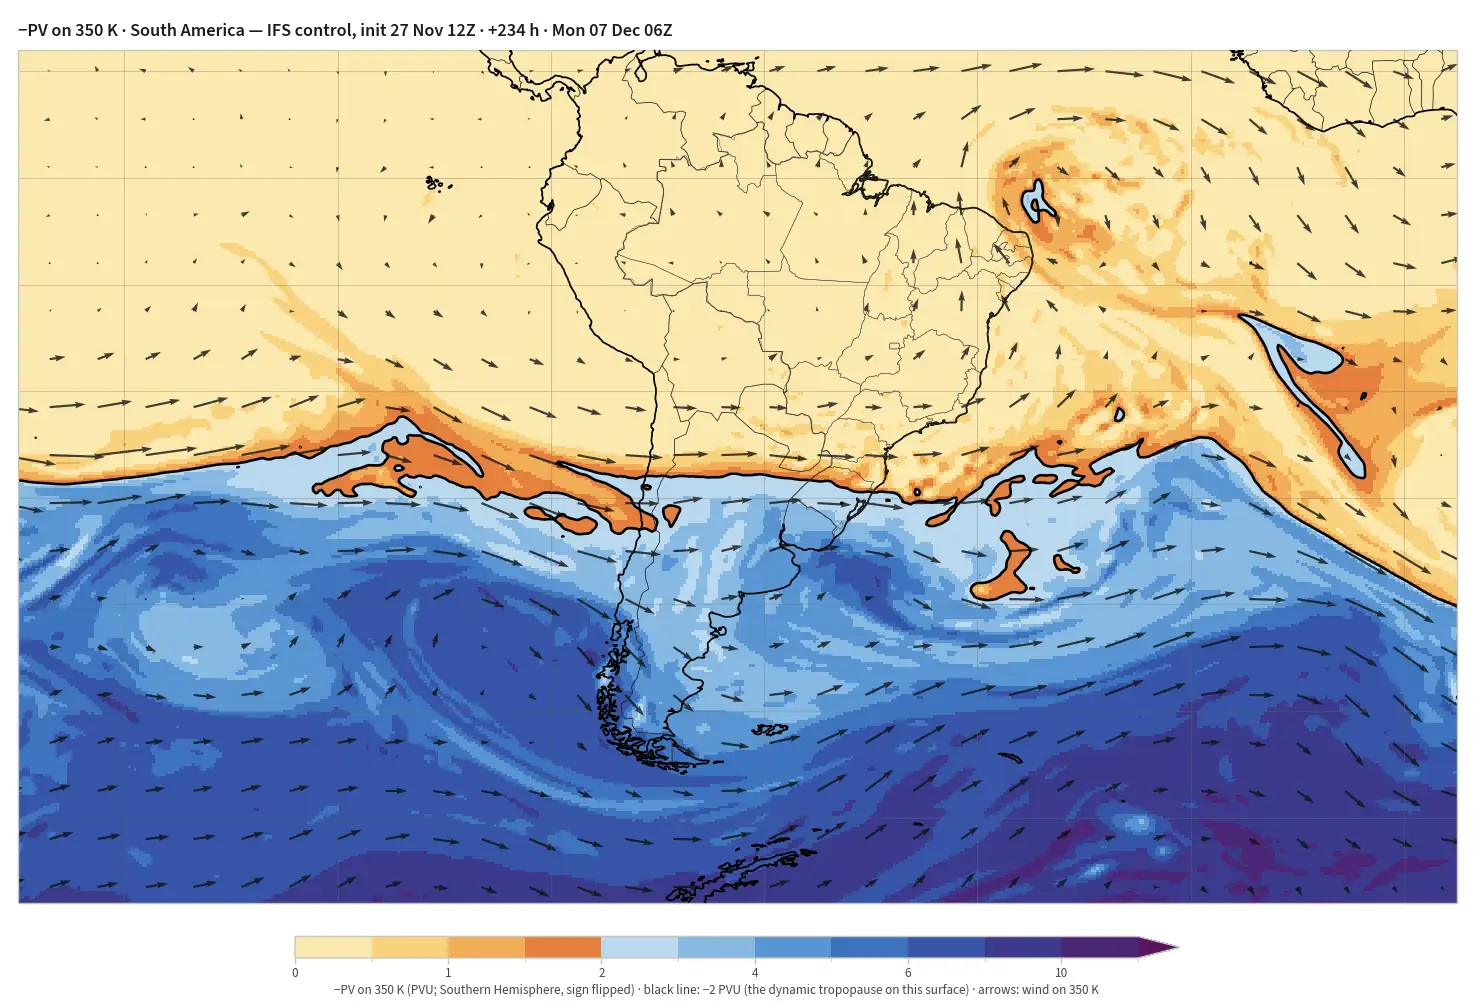 −PV on 350 K · South America — IFS control, init 27 Nov 12Z · +234 h · Mon 07 Dec 06Z
0 1 2 4 6 10
−PV on 350 K (PVU; Southern Hemisphere, sign flipped) · black line: −2 PVU (the dynamic tropopause on this surface) · arrows: wind on 350 K